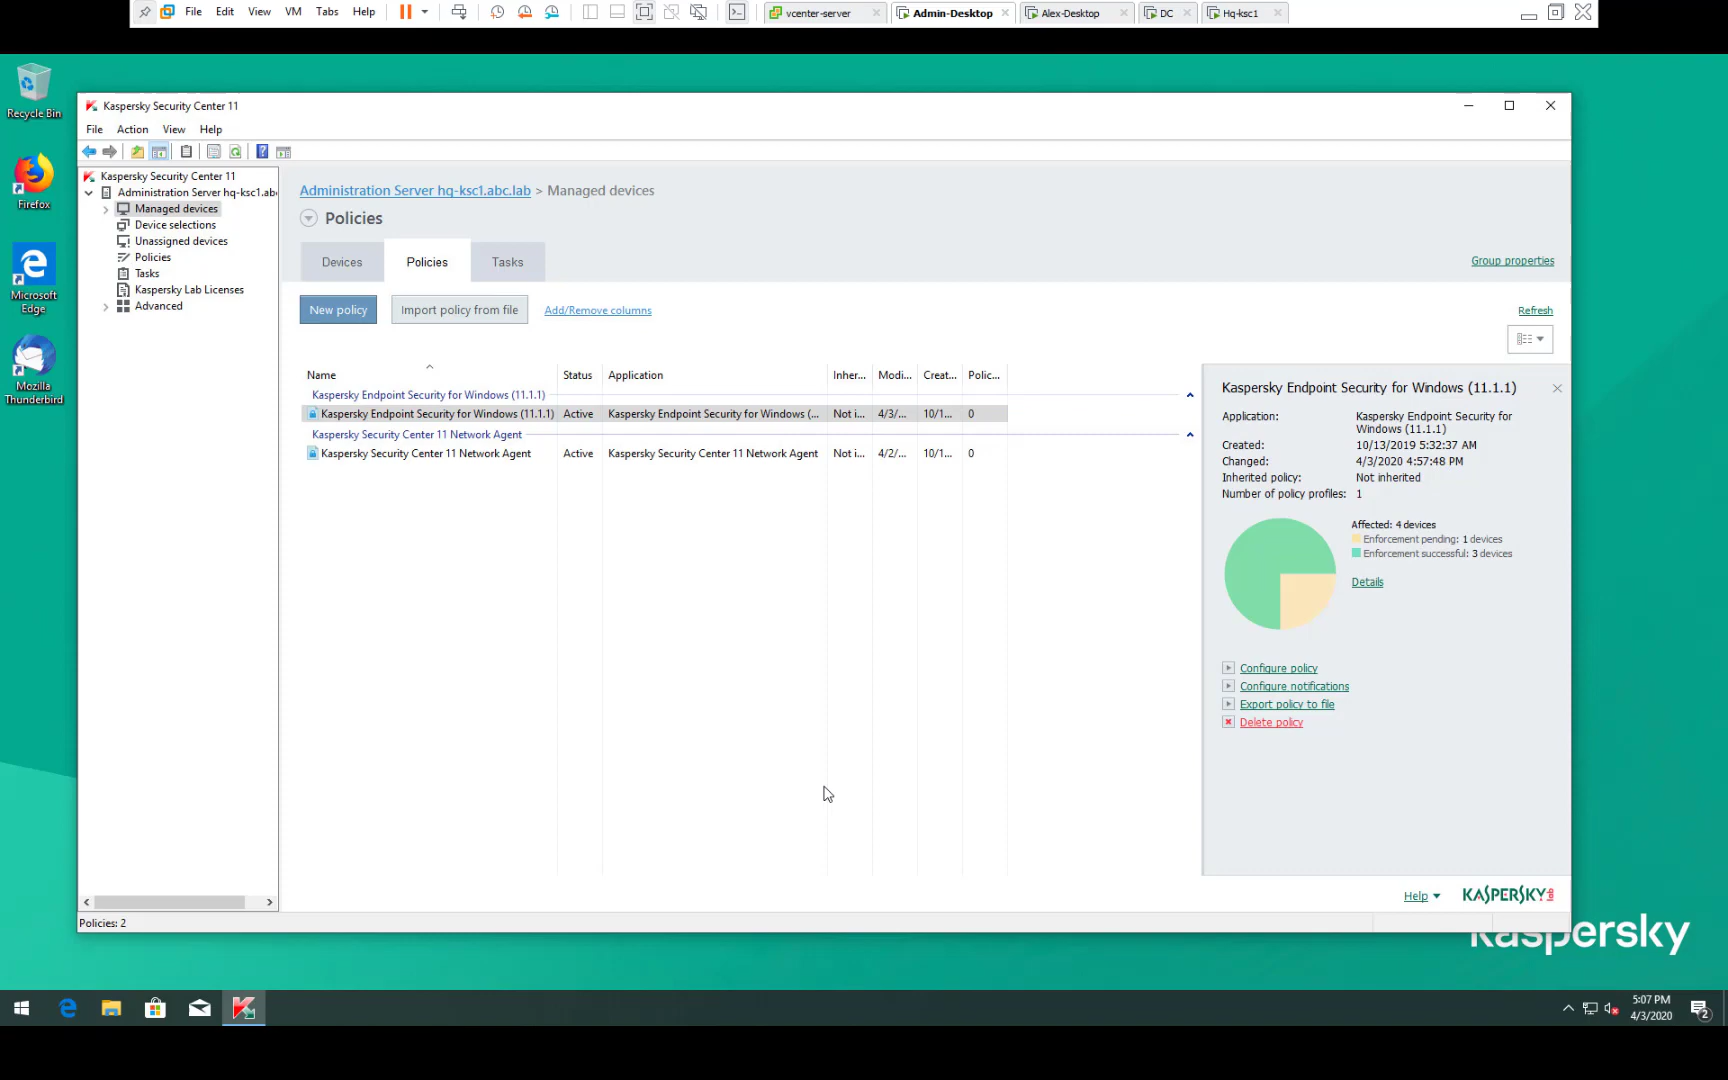 File Edit View VM Tabs Help vcenter-server Admin-Desktop Alex-Desktop DC Hq-ksc1
Recycle Bin
Firefox
Microsoft
Edge
Mozilla
Thunderbird
Kaspersky Security Center 11
File Action View Help
Kaspersky Security Center 11
Administration Server hq-ksc1.abc
Managed devices
Device selections
Unassigned devices
Policies
Tasks
Kaspersky Lab Licenses
Advanced
Administration Server hq-ksc1.abc.lab > Managed devices
Policies
Devices Policies Tasks
Group properties
New policy Import policy from file Add/Remove columns Refresh
Name Status Application Inher... Modi... Creat... Polic...
Kaspersky Endpoint Security for Windows (11.1.1)
Kaspersky Endpoint Security for Windows (11.1.1) Active Kaspersky Endpoint Security for Windows (... Not i... 4/3/... 10/1... 0
Kaspersky Security Center 11 Network Agent
Kaspersky Security Center 11 Network Agent Active Kaspersky Security Center 11 Network Agent Not i... 4/2/... 10/1... 0
Kaspersky Endpoint Security for Windows (11.1.1)
Application: Kaspersky Endpoint Security for
Windows (11.1.1)
Created: 10/13/2019 5:32:37 AM
Changed: 4/3/2020 4:57:48 PM
Inherited policy: Not inherited
Number of policy profiles: 1
Affected: 4 devices
Enforcement pending: 1 devices
Enforcement successful: 3 devices
Details
Configure policy
Configure notifications
Export policy to file
Delete policy
Help KASPERSKY lab
Policies: 2
kaspersky
5:07 PM
4/3/2020
2